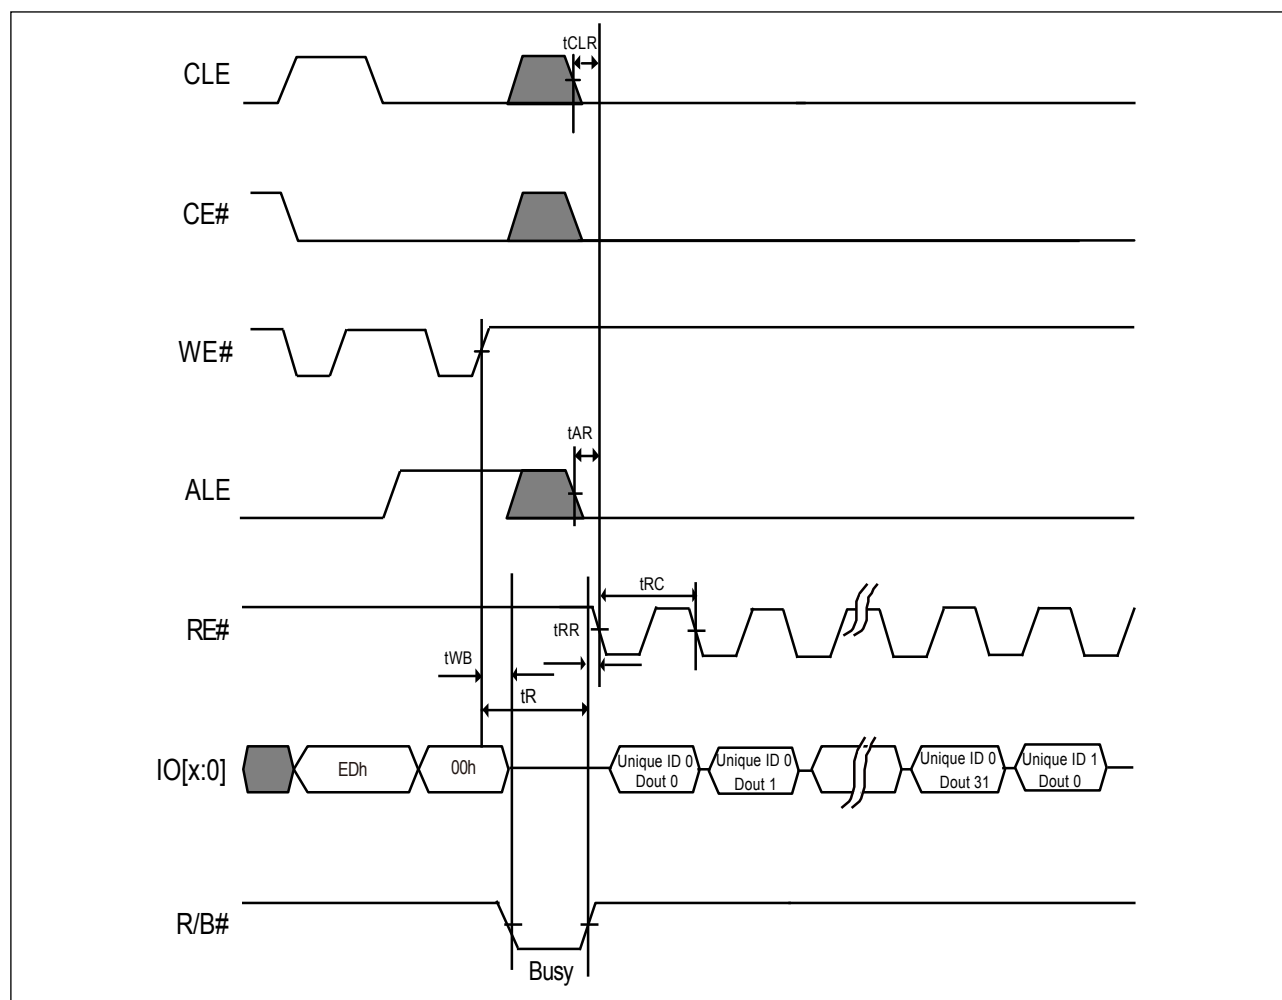 tCLR
CLE
CE#
WE#
tAR
ALE
tRC
RE#
tRR
tWB
tR
IO[x:0]
EDh
00h
Unique ID 0
Dout 0
Unique ID 0
Dout 1
Unique ID 0
Dout 31
Unique ID 1
Dout 0
R/B#
Busy